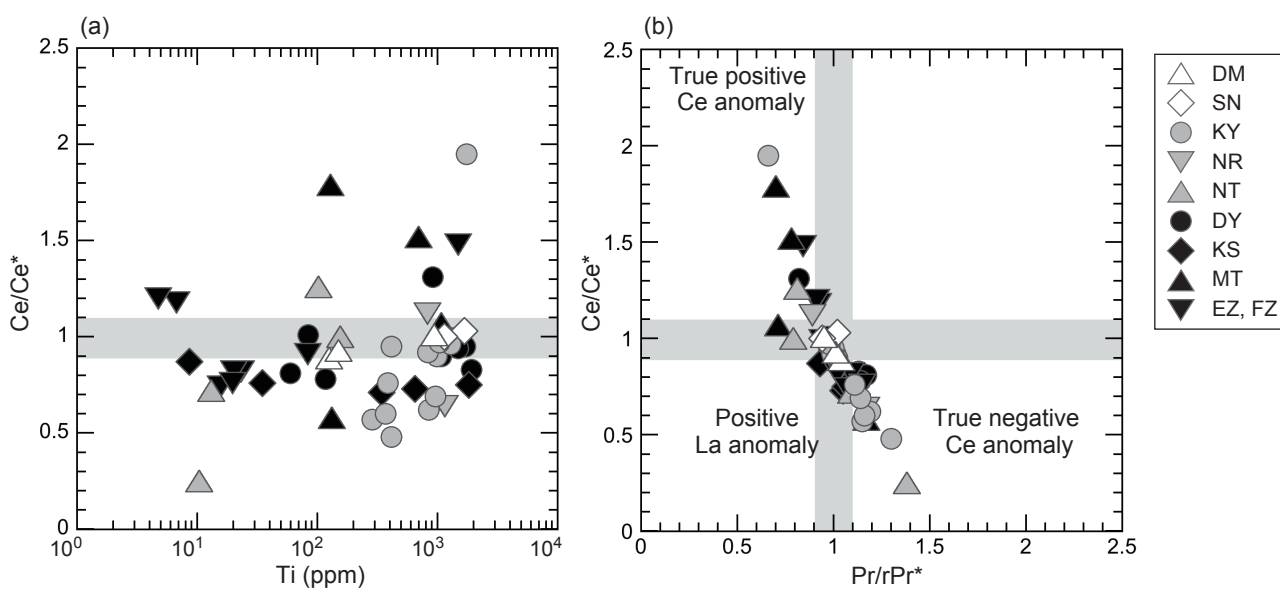 (a)
2.5
2
1.5
1
0.5
0
Ce/Ce*
10^0
10^1
10^2
10^3
10^4
Ti (ppm)
(b)
2.5
2
1.5
1
0.5
0
Ce/Ce*
True positive
Ce anomaly
Positive
La anomaly
True negative
Ce anomaly
0
0.5
1
1.5
2
2.5
Pr/rPr*
DM
SN
KY
NR
NT
DY
KS
MT
EZ, FZ